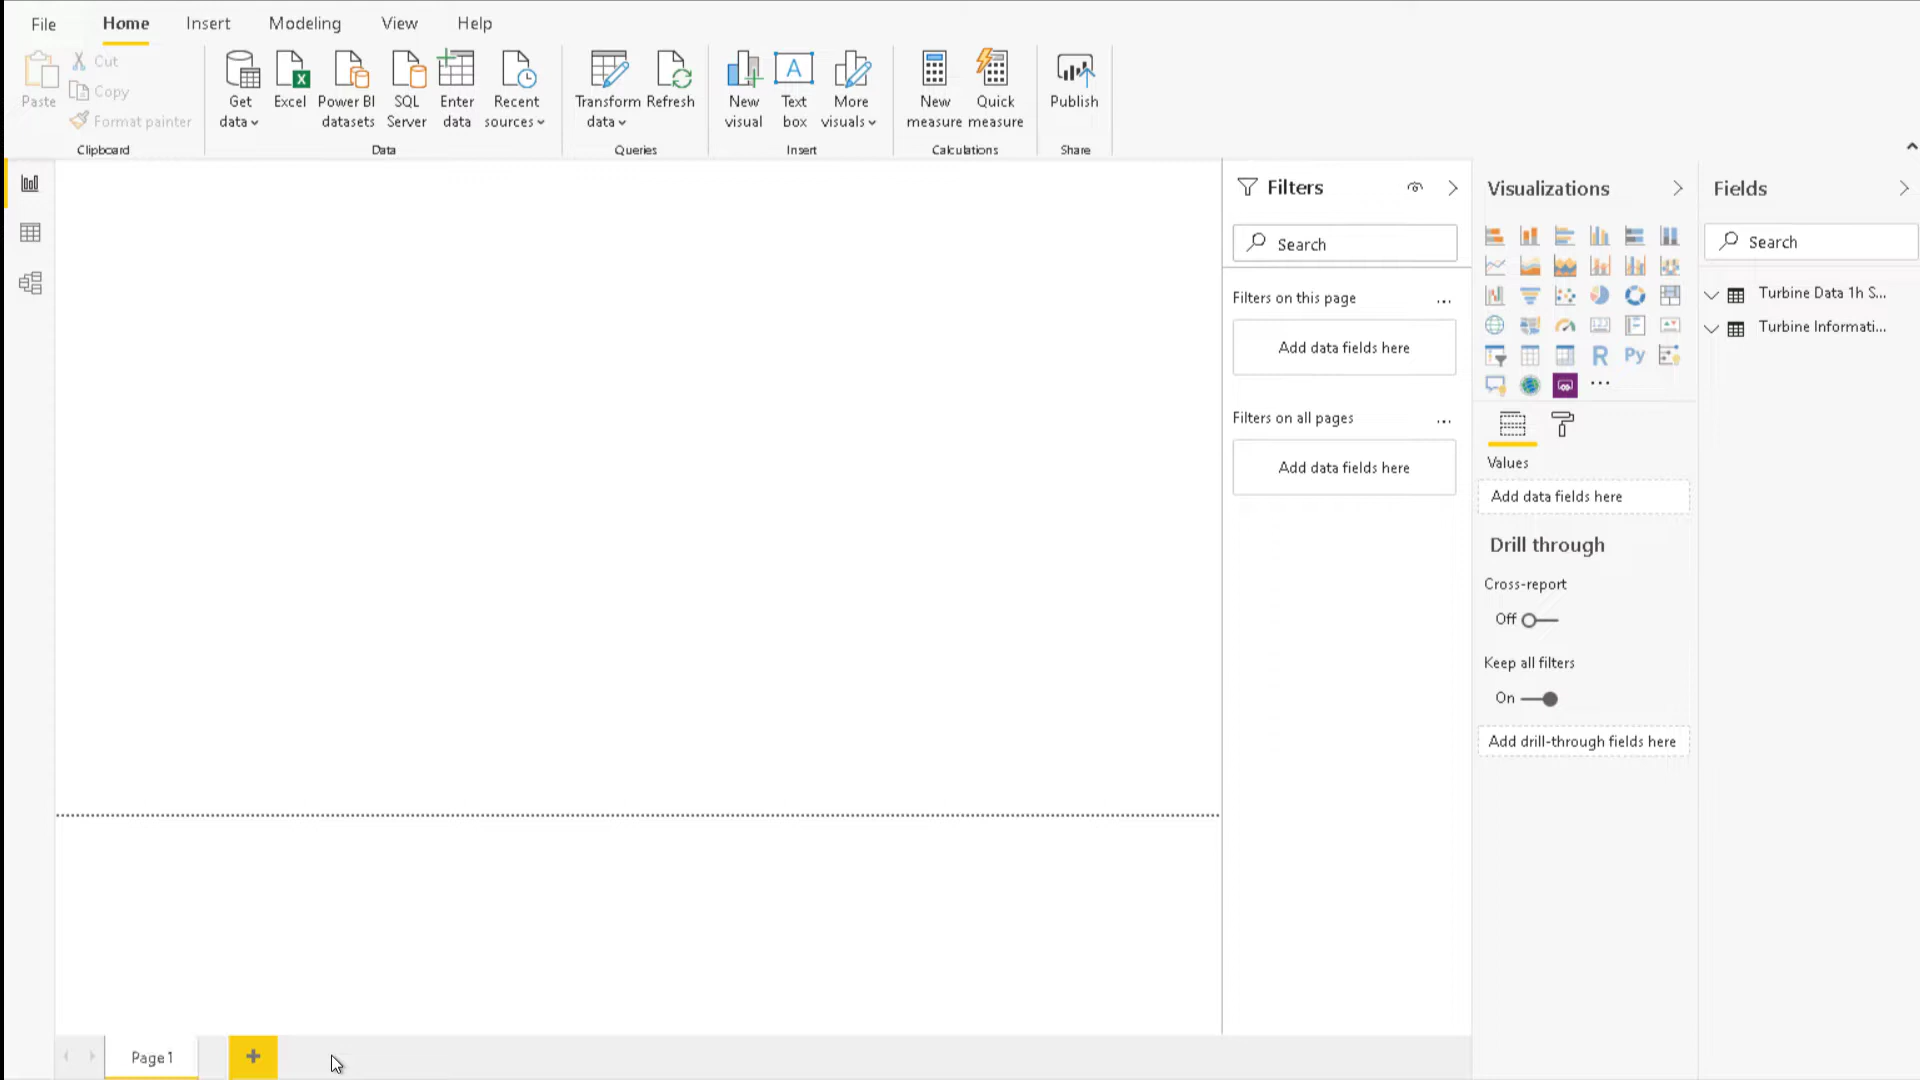 File Home Insert Modeling View Help
Paste
Cut
Copy
Format painter
Clipboard
Get data
Excel
Power BI datasets
SQL Server
Enter data
Recent sources
Data
Transform data
Refresh
Queries
New visual
Text box
More visuals
Insert
New measure
Quick measure
Calculations
Publish
Share
Filters
Search
Filters on this page
...
Add data fields here
Filters on all pages
...
Add data fields here
Visualizations
R
Py
...
Values
Add data fields here
Drill through
Cross-report
Off
Keep all filters
On
Add drill-through fields here
Fields
Search
Turbine Data 1h S...
Turbine Informati...
Page 1
+